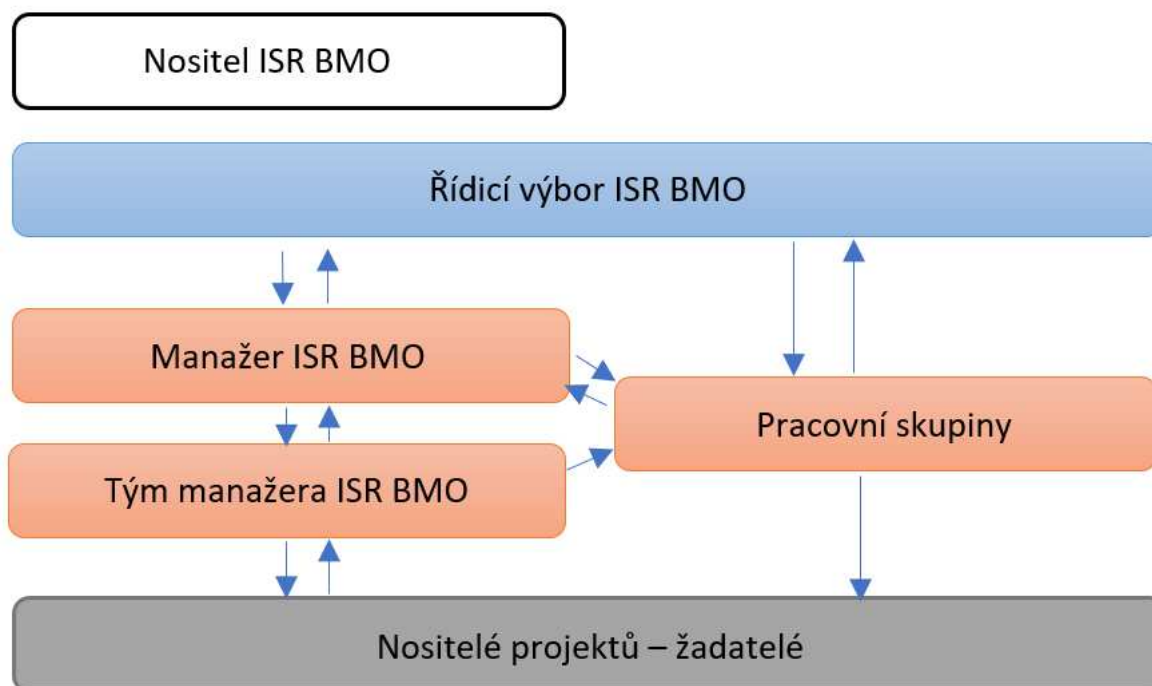 Nositel ISR BMO
Řídicí výbor ISR BMO
Manažer ISR BMO
Pracovní skupiny
Tým manažera ISR BMO
Nositelé projektů – žadatelé